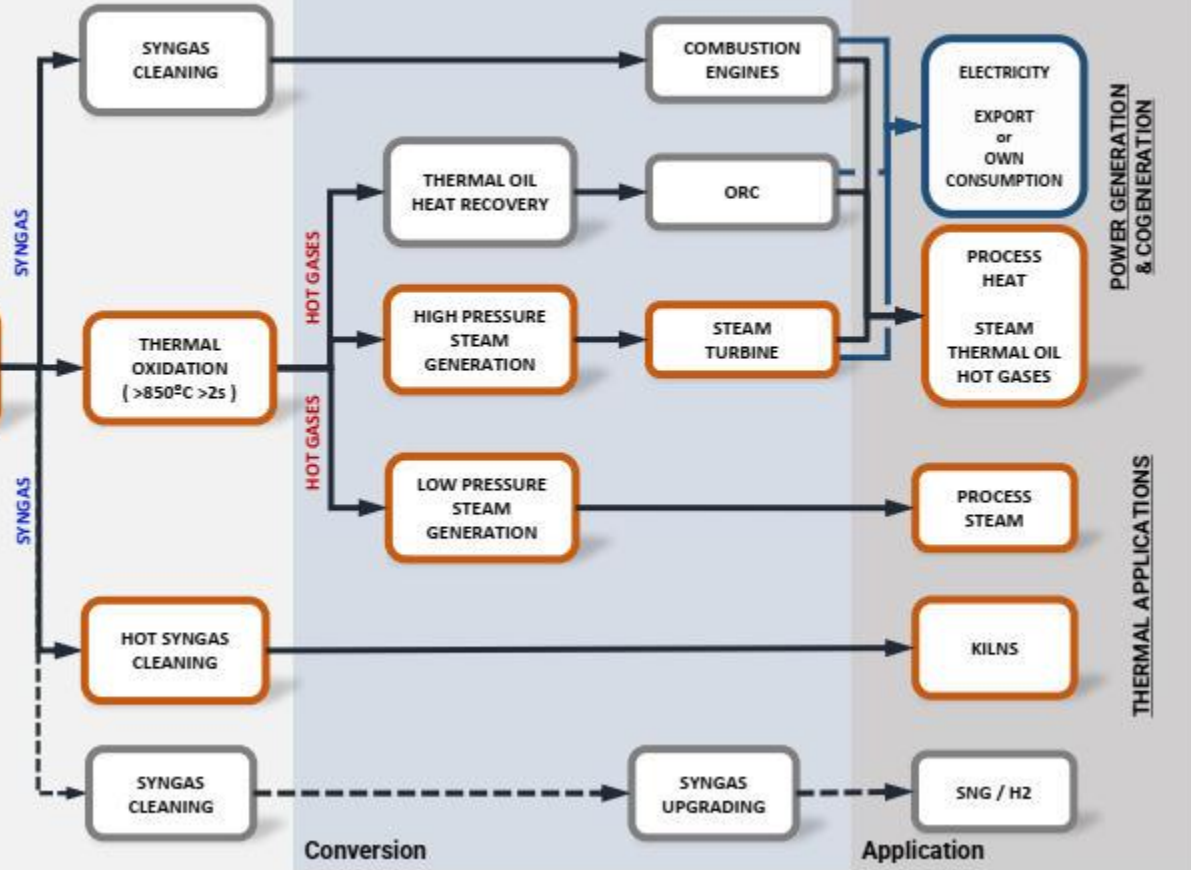 SYNGAS
CLEANING
COMBUSTION
ENGINES
ELECTRICITY
EXPORT
or
OWN
CONSUMPTION
POWER GENERATION
& COGENERATION
SYNGAS
THERMAL OIL
HEAT RECOVERY
ORC
HOT GASES
PROCESS
HEAT
STEAM
THERMAL OIL
HOT GASES
THERMAL
OXIDATION
( >850ºC >2s )
HIGH PRESSURE
STEAM
GENERATION
STEAM
TURBINE
HOT GASES
SYNGAS
LOW PRESSURE
STEAM
GENERATION
PROCESS
STEAM
THERMAL APPLICATIONS
HOT SYNGAS
CLEANING
KILNS
SYNGAS
CLEANING
SYNGAS
UPGRADING
SNG / H2
Conversion
Application